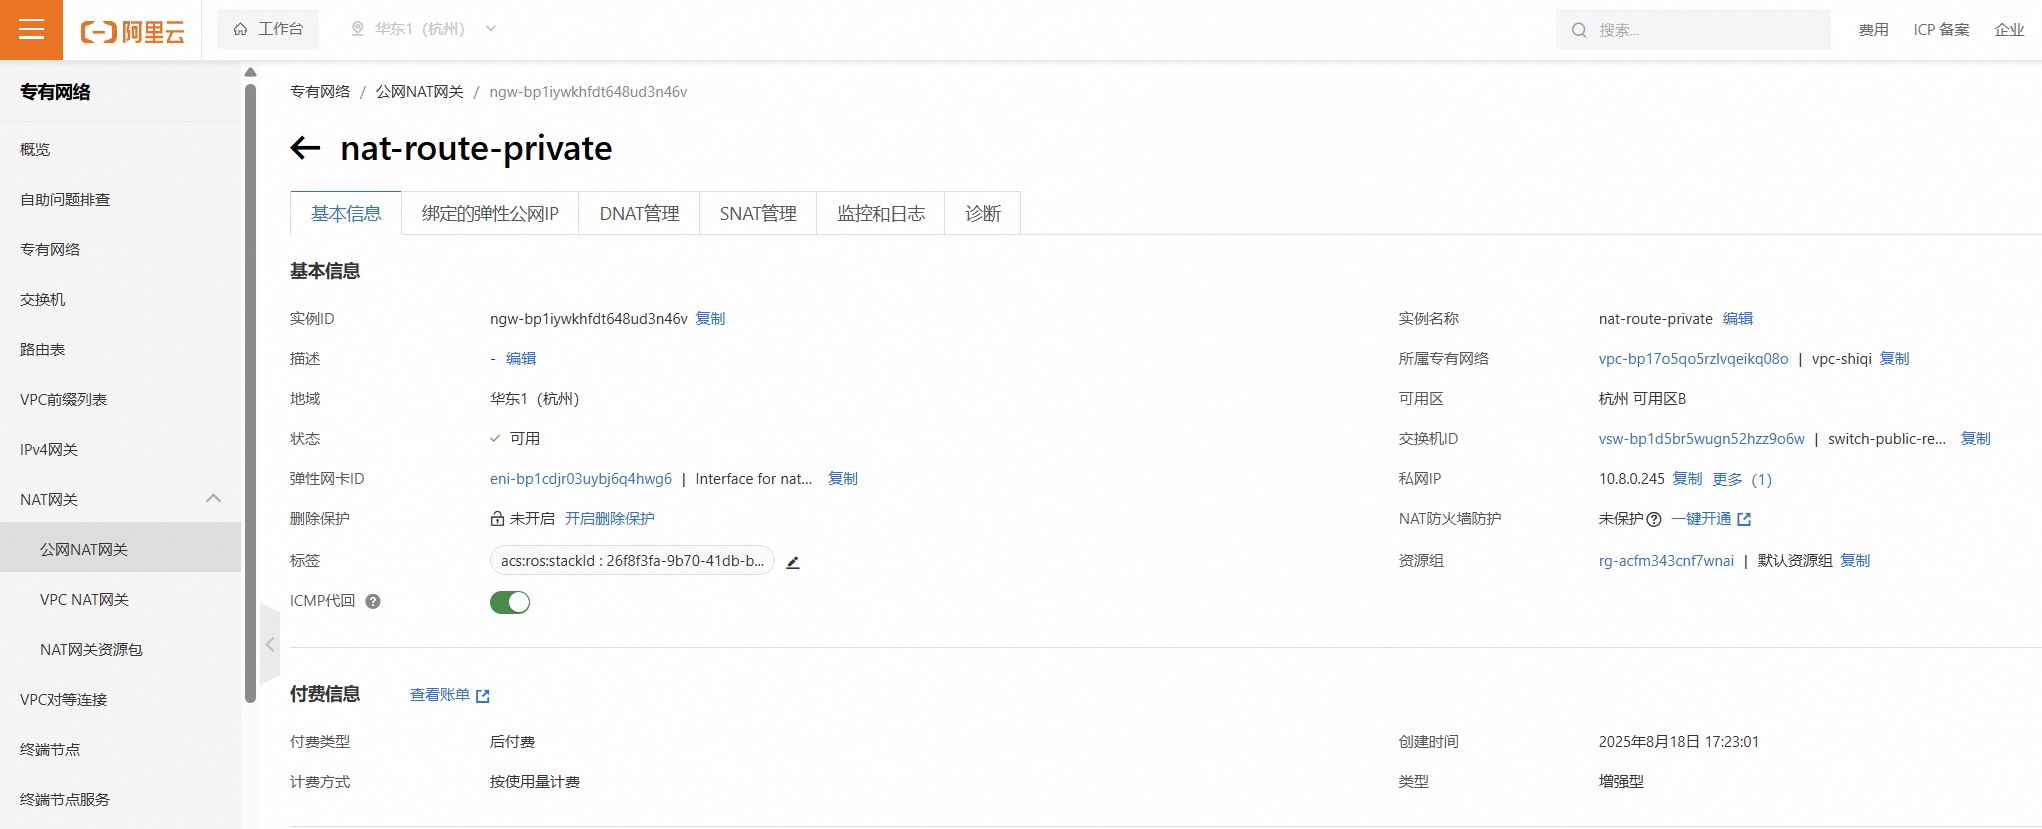 阿里云
工作台
华东1（杭州）
搜索...
费用
ICP 备案
企业
专有网络
概览
自助问题排查
专有网络
交换机
路由表
VPC前缀列表
IPv4网关
NAT网关
公网NAT网关
VPC NAT网关
NAT网关资源包
VPC对等连接
终端节点
终端节点服务
专有网络 / 公网NAT网关 / ngw-bp1iywkhfdt648ud3n46v
nat-route-private
基本信息
绑定的弹性公网IP
DNAT管理
SNAT管理
监控和日志
诊断
基本信息
实例ID ngw-bp1iywkhfdt648ud3n46v 复制
实例名称 nat-route-private 编辑
描述 - 编辑
所属专有网络 vpc-bp17o5qo5rzlvqeikq08o | vpc-shiqi 复制
地域 华东1（杭州）
可用区 杭州 可用区B
状态 可用
交换机ID vsw-bp1d5br5wugn52hzz9o6w | switch-public-re... 复制
弹性网卡ID eni-bp1cdjr03uybj6q4hwg6 | Interface for nat... 复制
私网IP 10.8.0.245 复制 更多 (1)
删除保护 未开启 开启删除保护
NAT防火墙防护 未保护 一键开通
标签 acs:ros:stackId : 26f8f3fa-9b70-41db-b...
资源组 rg-acfm343cnf7wnai | 默认资源组 复制
ICMP代回
付费信息 查看账单
付费类型 后付费
创建时间 2025年8月18日 17:23:01
计费方式 按使用量计费
类型 增强型